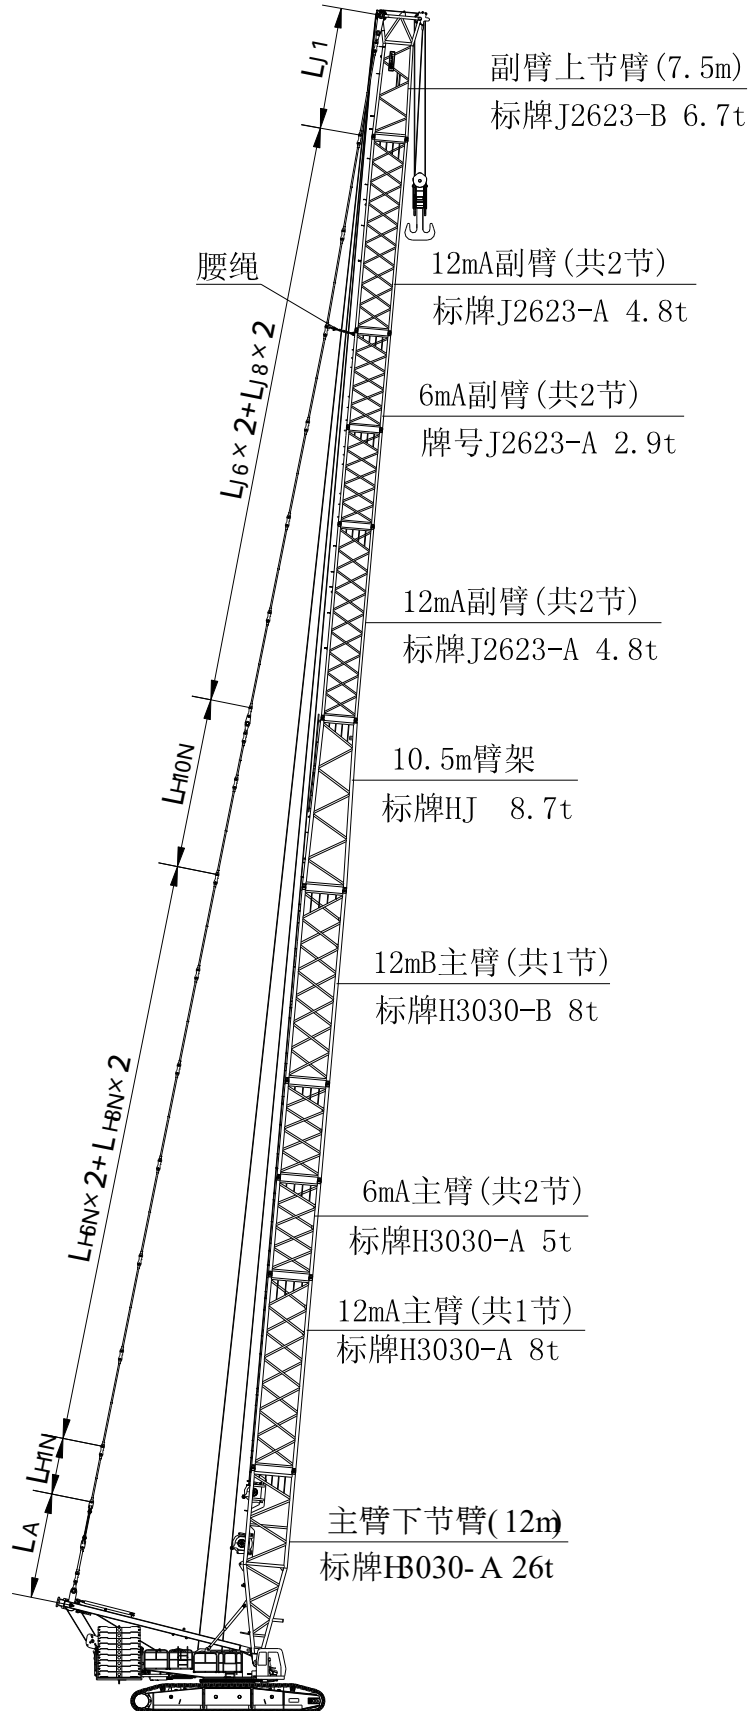 LJ1
副臂上节臂(7.5m)
标牌J2623-B 6.7t
腰绳
12mA副臂(共2节)
标牌J2623-A 4.8t
LJ6×2+LJ8×2
6mA副臂(共2节)
牌号J2623-A 2.9t
12mA副臂(共2节)
标牌J2623-A 4.8t
LH10N
10.5m臂架
标牌HJ 8.7t
12mB主臂(共1节)
标牌H3030-B 8t
LH6N×2+LH8N×2
6mA主臂(共2节)
标牌H3030-A 5t
12mA主臂(共1节)
标牌H3030-A 8t
LH1N
LA
主臂下节臂(12m)
标牌H3030-A 26t